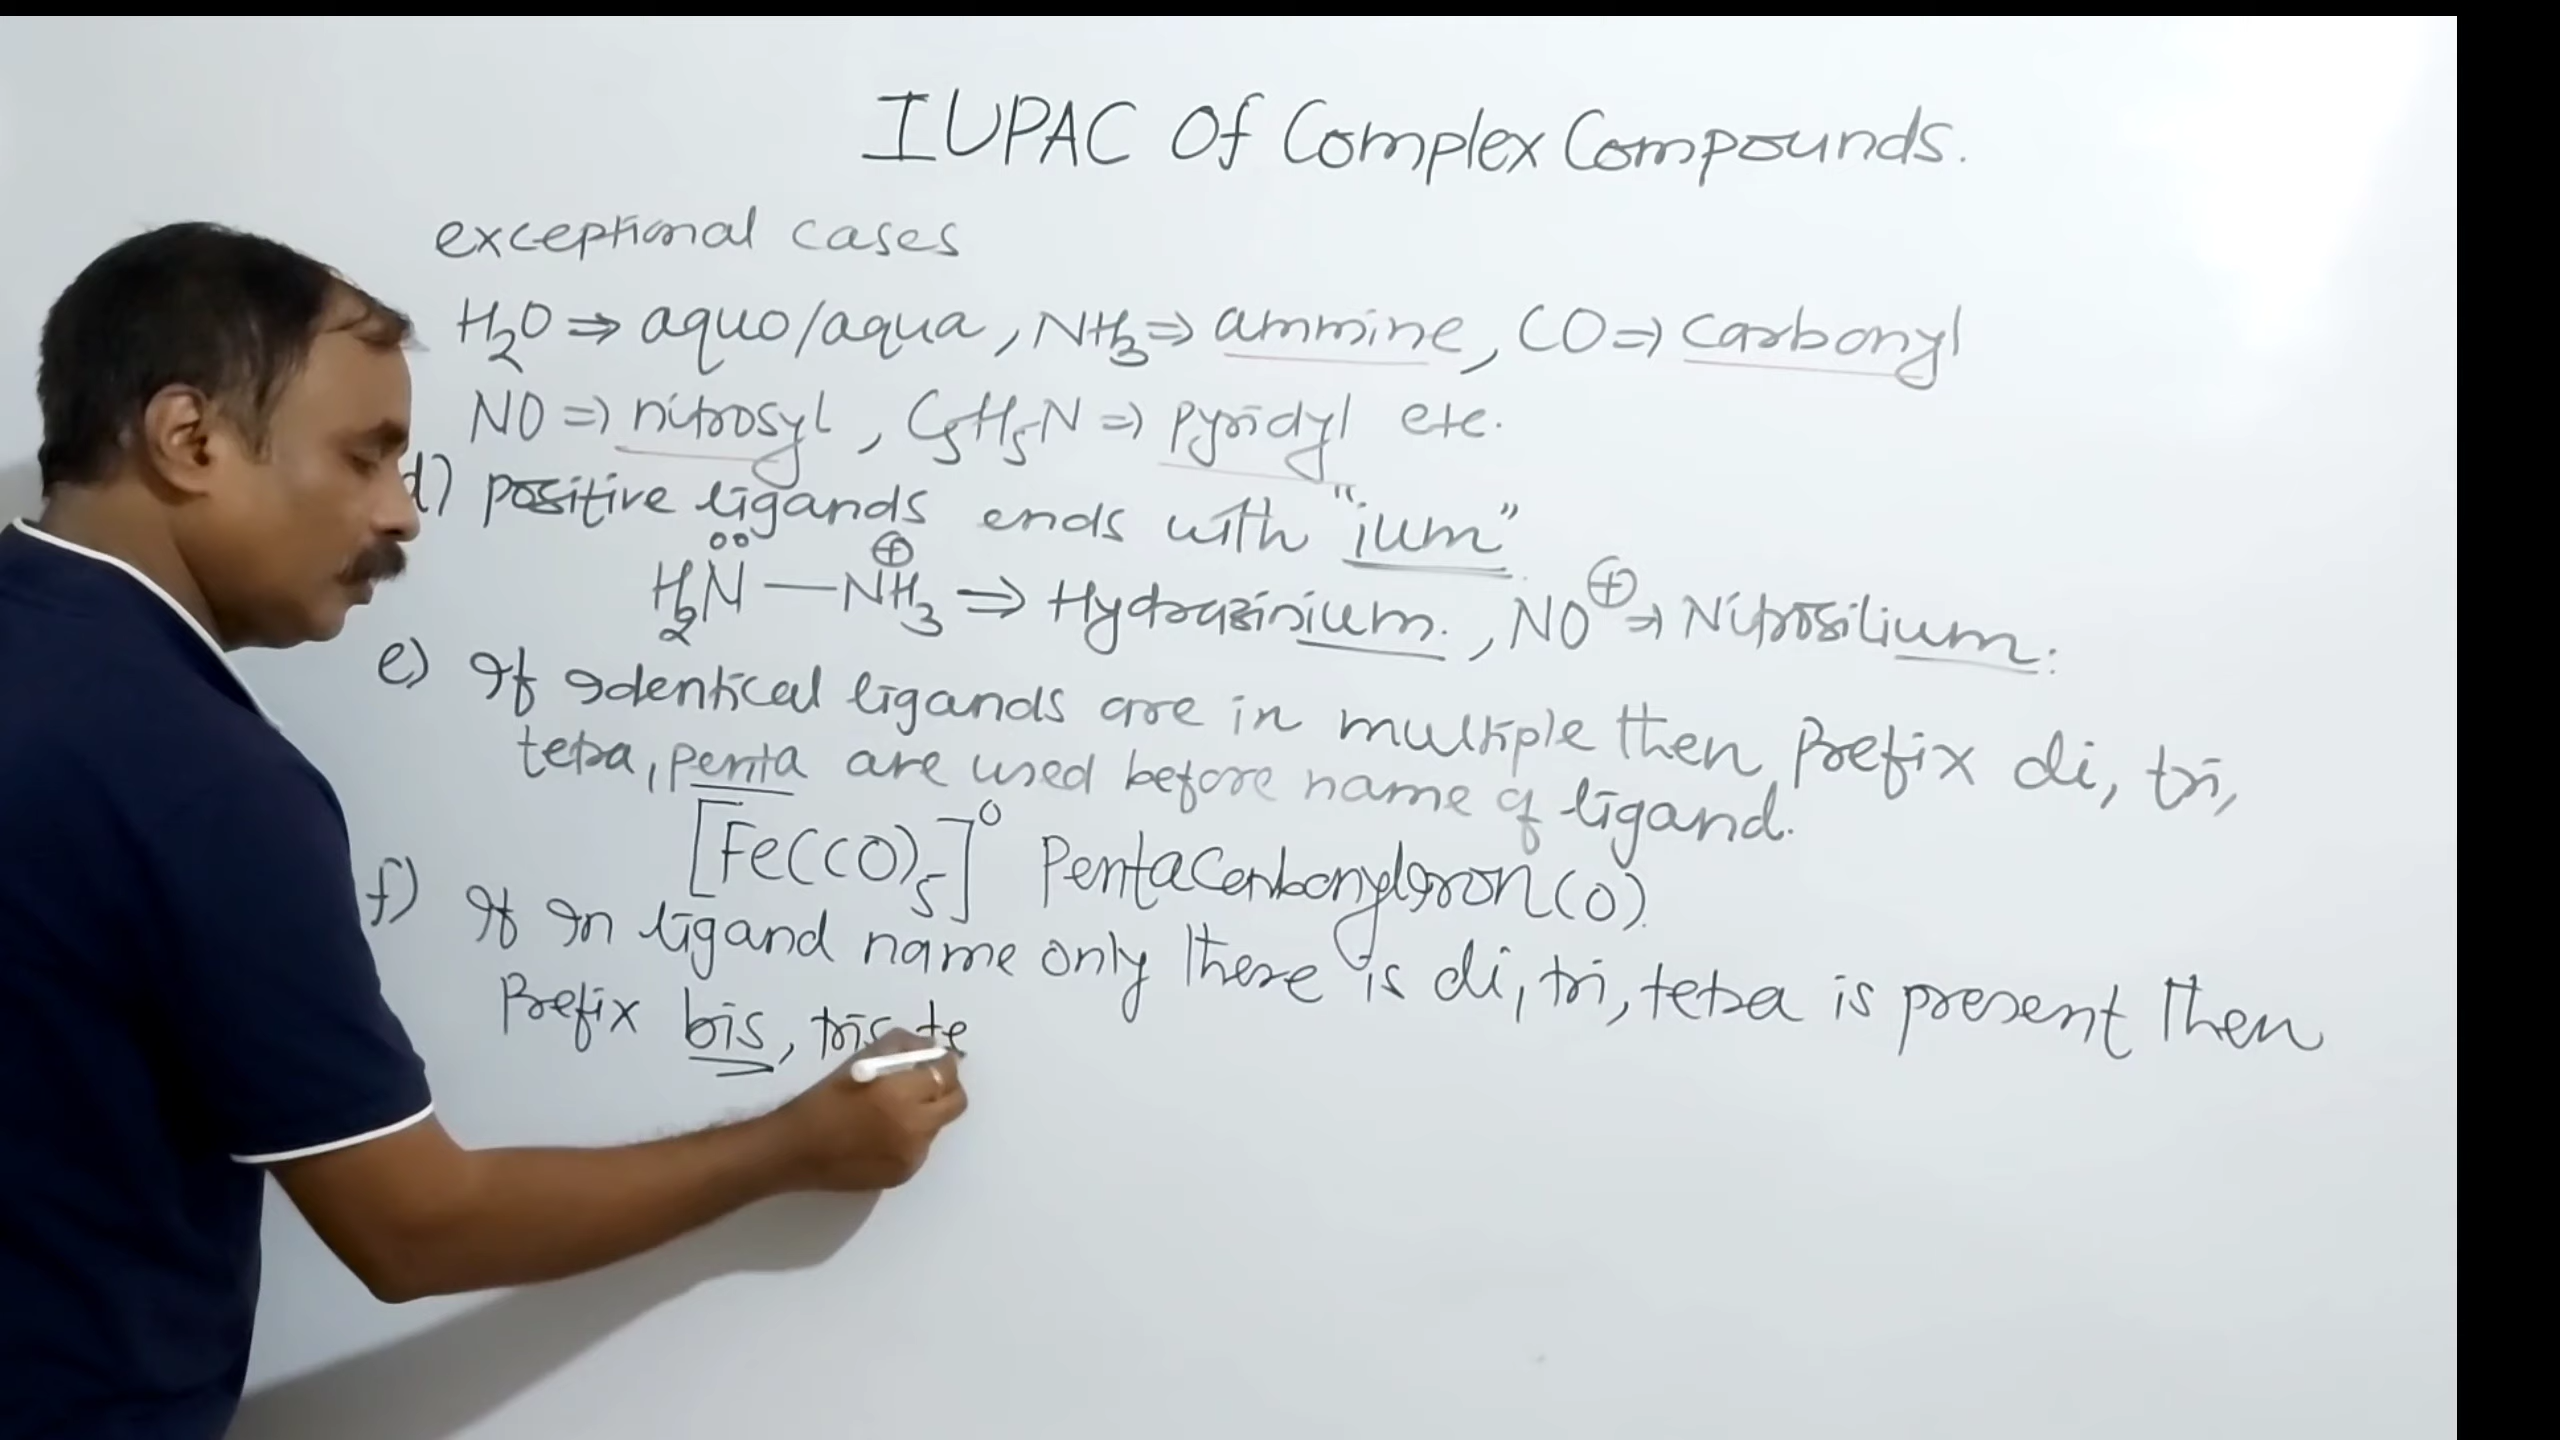 IUPAC Of Complex Compounds.
exceptional cases
H₂O ⇒ aquo/aqua, NH₃ ⇒ ammine, CO ⇒ carbonyl
NO ⇒ nitrosyl, C₅H₅N ⇒ pyridyl etc.
d) positive ligands ends with "ium"
H₂N̈ — NH₃⊕ ⇒ Hydrazinium., NO⊕ ⇒ Nitrosilium.
e) If identical ligands are in multiple then prefix di, tri,
tetra, penta are used before name of ligand.
[Fe(CO)₅]⁰ PentaCarbonylIron(0).
f) If In ligand name only there is di, tri, tetra is present then
Prefix bis, tris te